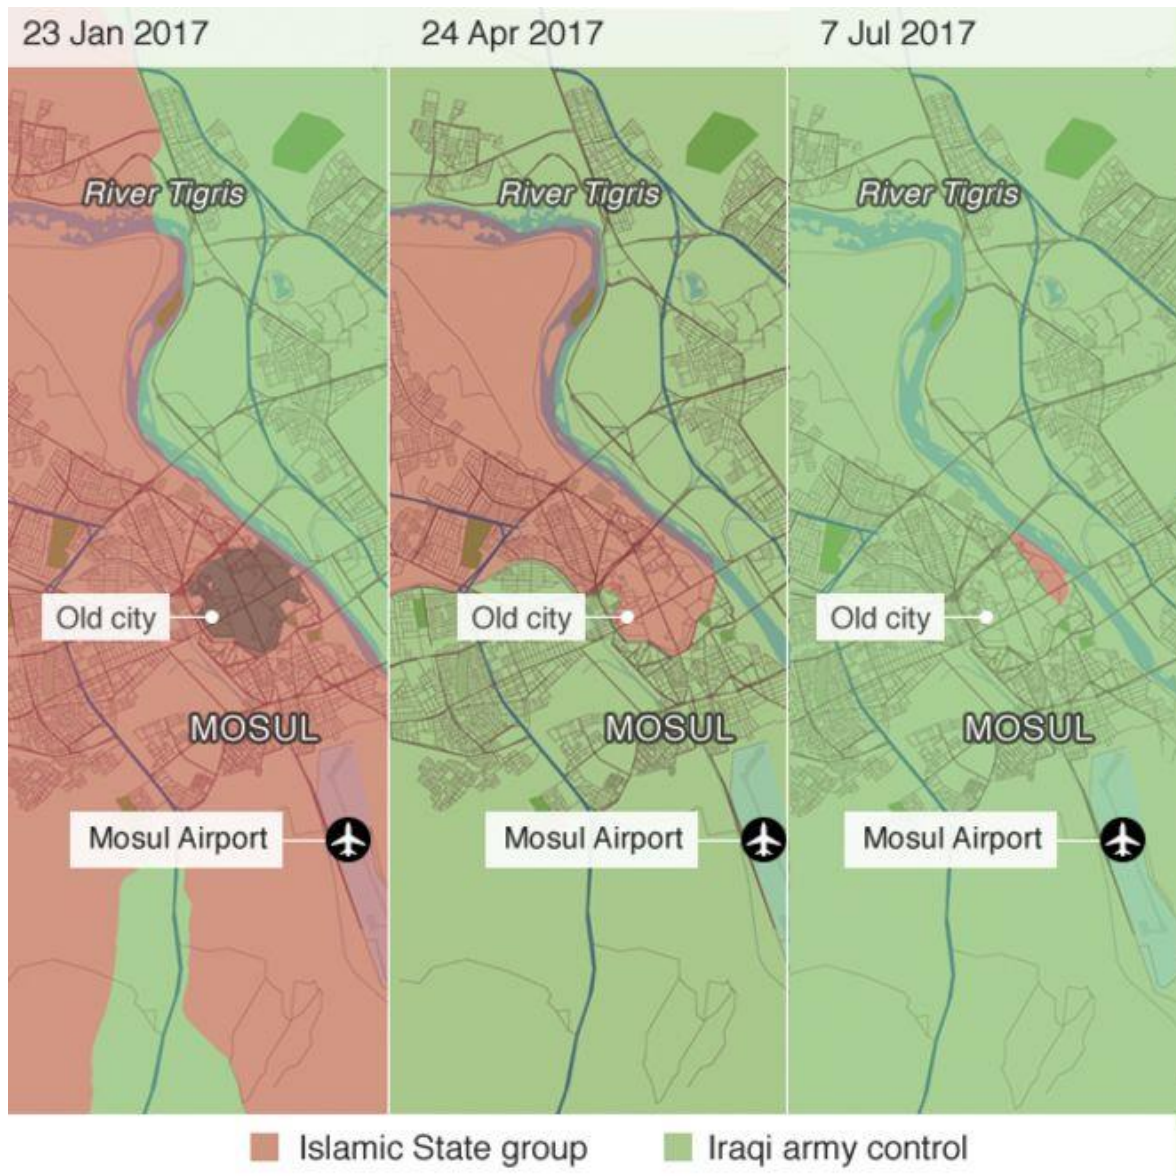 23 Jan 2017
24 Apr 2017
7 Jul 2017
River Tigris
River Tigris
River Tigris
Old city
Old city
Old city
MOSUL
MOSUL
MOSUL
Mosul Airport
Mosul Airport
Mosul Airport
Islamic State group
Iraqi army control